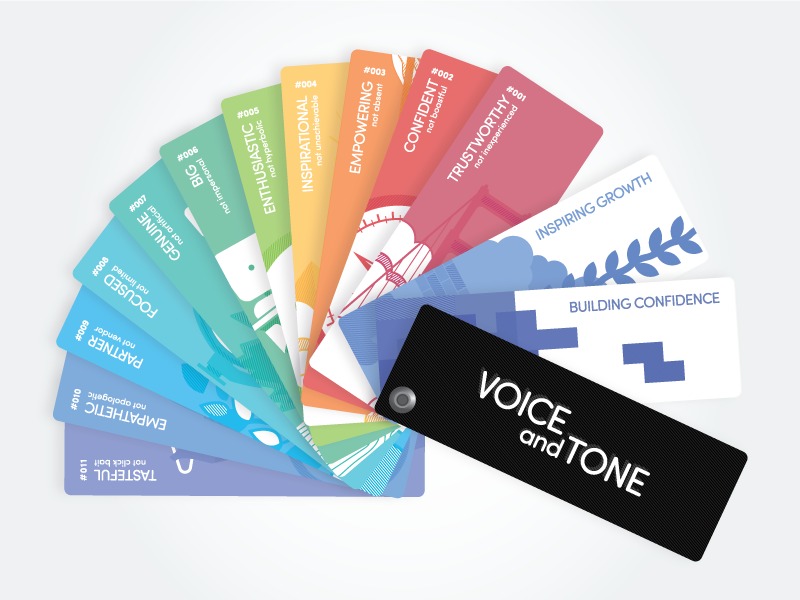 #001
TRUSTWORTHY
not inexperienced
#002
CONFIDENT
not boastful
#003
EMPOWERING
not absent
#004
INSPIRATIONAL
not unachievable
#005
ENTHUSIASTIC
not hyperbolic
#006
BIG
not impersonal
#007
GENUINE
not artificial
#008
FOCUSED
not limited
#009
PARTNER
not vendor
#010
EMPATHETIC
not apologetic
#011
TASTEFUL
not click bait
INSPIRING GROWTH
BUILDING CONFIDENCE
VOICE
and TONE